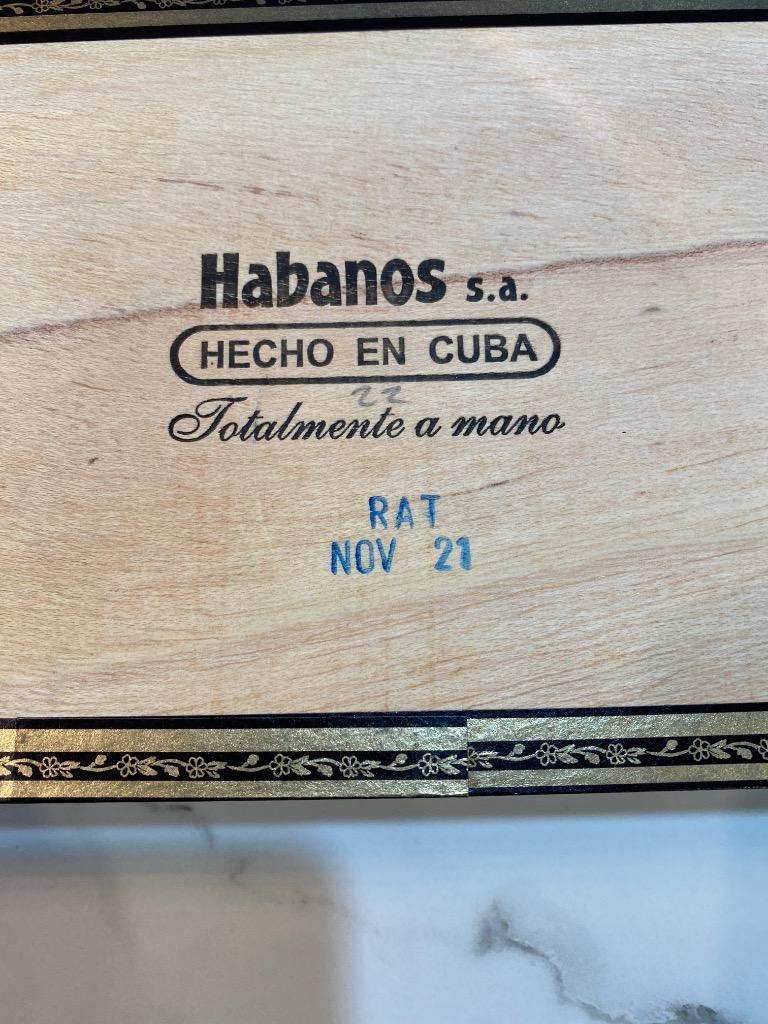 Habanos s.a.
HECHO EN CUBA
22
Totalmente a mano
RAT
NOV 21